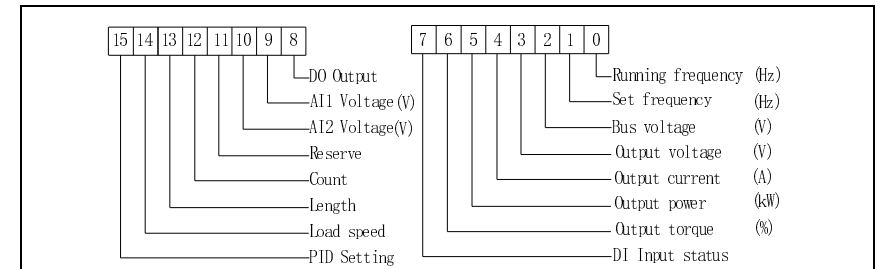 15 14 13 12 11 10 9 8
DO Output
AI1 Voltage(V)
AI2 Voltage(V)
Reserve
Count
Length
Load speed
PID Setting
7 6 5 4 3 2 1 0
Running frequency (Hz)
Set frequency (Hz)
Bus voltage (V)
Output voltage (V)
Output current (A)
Output power (kW)
Output torque (%)
DI Input status